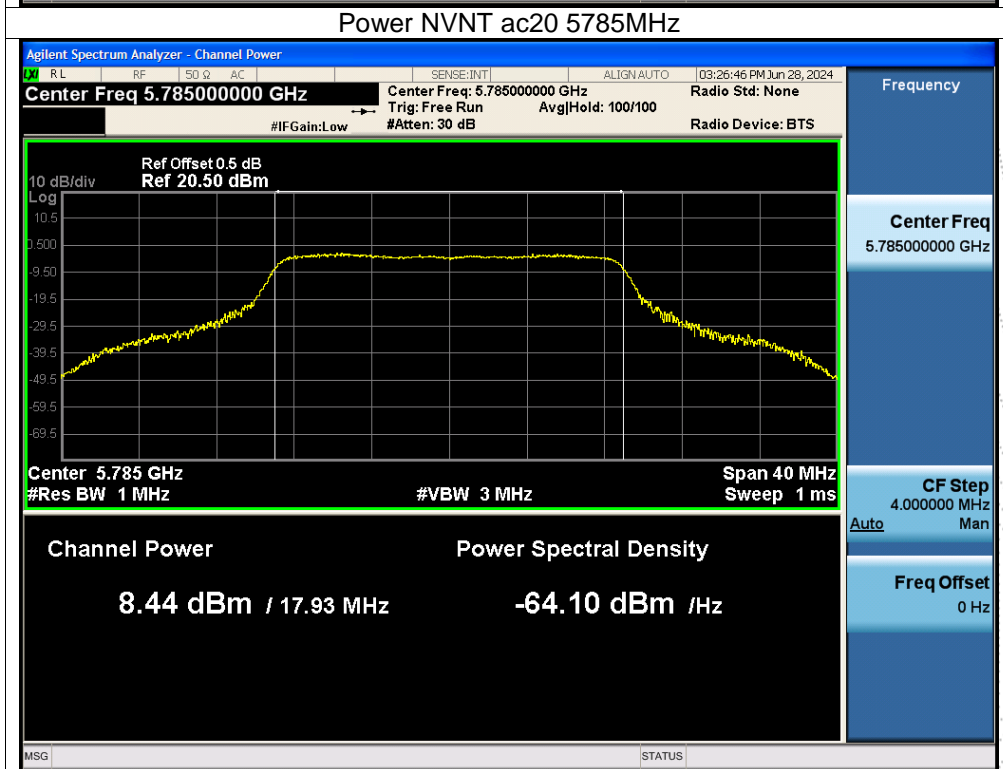 Power NVNT ac20 5785MHz
Agilent Spectrum Analyzer - Channel Power
LXI RL RF 50 Ω AC SENSE:INT ALIGN AUTO 03:26:46 PM Jun 28, 2024
Center Freq 5.785000000 GHz
Center Freq: 5.785000000 GHz Radio Std: None
Trig: Free Run Avg|Hold: 100/100
#IFGain:Low #Atten: 30 dB Radio Device: BTS
Ref Offset 0.5 dB
10 dB/div Ref 20.50 dBm
Log
10.5
0.500
-9.50
-19.5
-29.5
-39.5
-49.5
-59.5
-69.5
Center 5.785 GHz Span 40 MHz
#Res BW 1 MHz #VBW 3 MHz Sweep 1 ms
Channel Power Power Spectral Density
8.44 dBm / 17.93 MHz -64.10 dBm /Hz
Frequency
Center Freq
5.785000000 GHz
CF Step
4.000000 MHz
Auto Man
Freq Offset
0 Hz
MSG STATUS